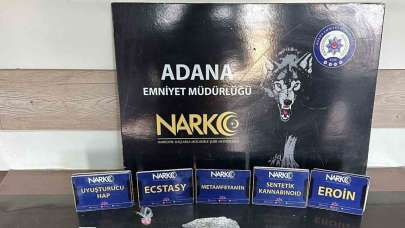 ADANA
EMNİYET MÜDÜRLÜĞÜ
NARKO
NARKO
UYUŞTURUCU
HAP
NARKO
ECSTASY
NARKO
METAMFETAMİN
NARKO
SENTETİK
KANNABİNOİD
NARKO
EROİN